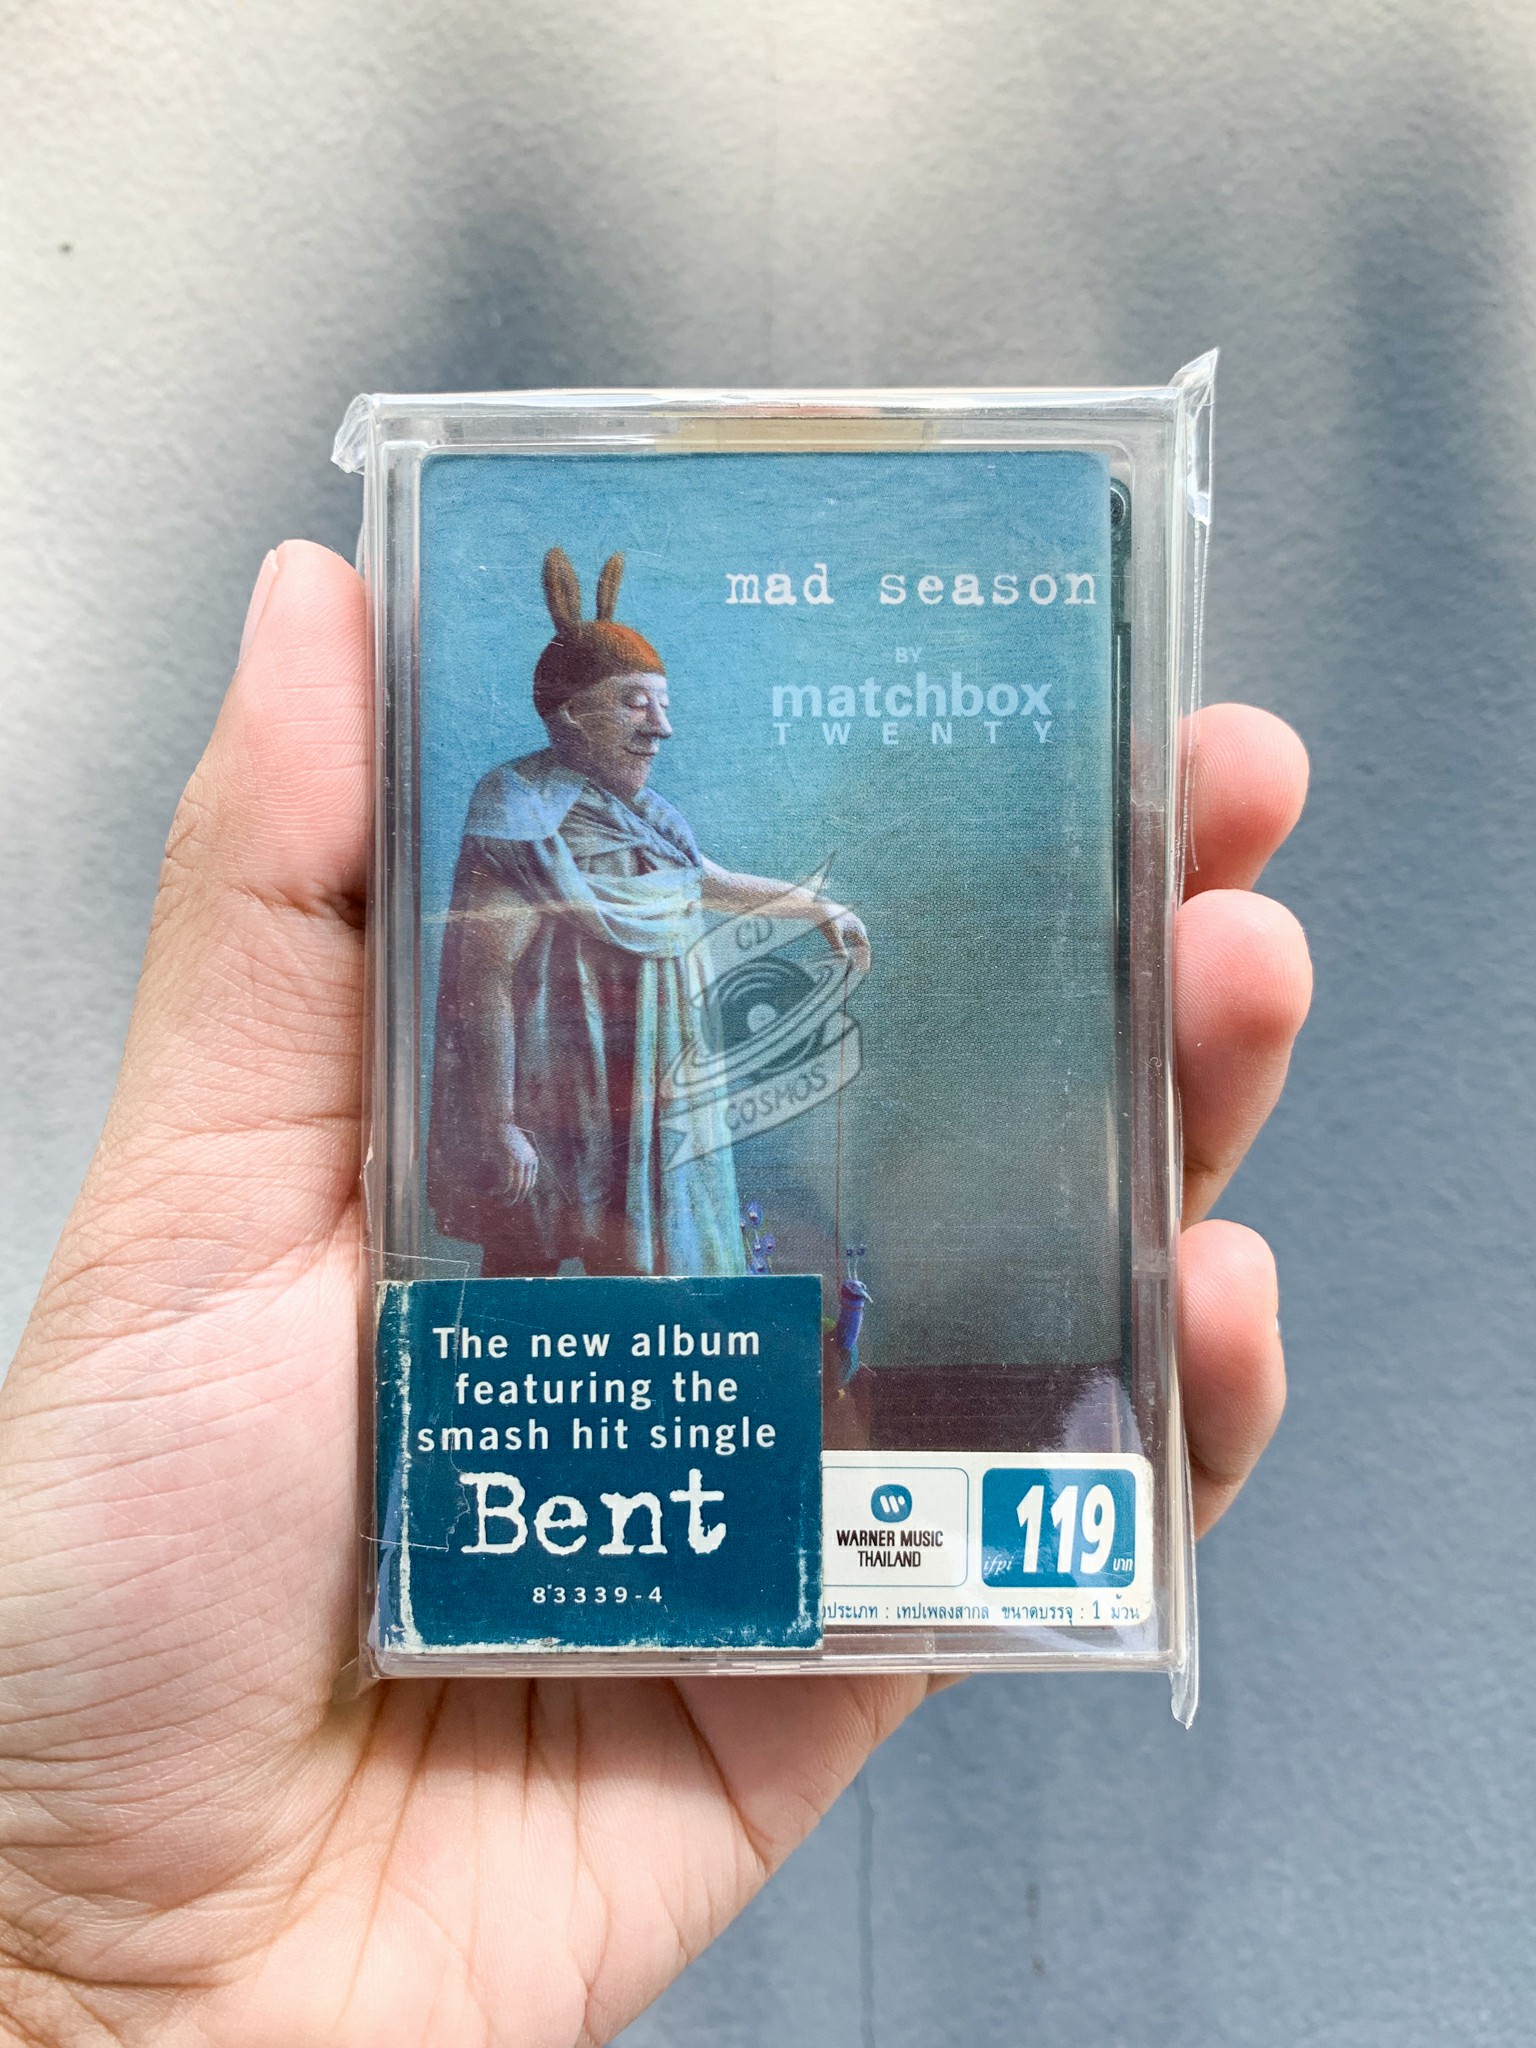 mad season
BY
matchbox
TWENTY
CD
COSMOS
The new album
featuring the
smash hit single
Bent
83339-4
WARNER MUSIC
THAILAND
ifpi 119 บาท
ประเภท : เทปเพลงสากล ขนาดบรรจุ : 1 ม้วน